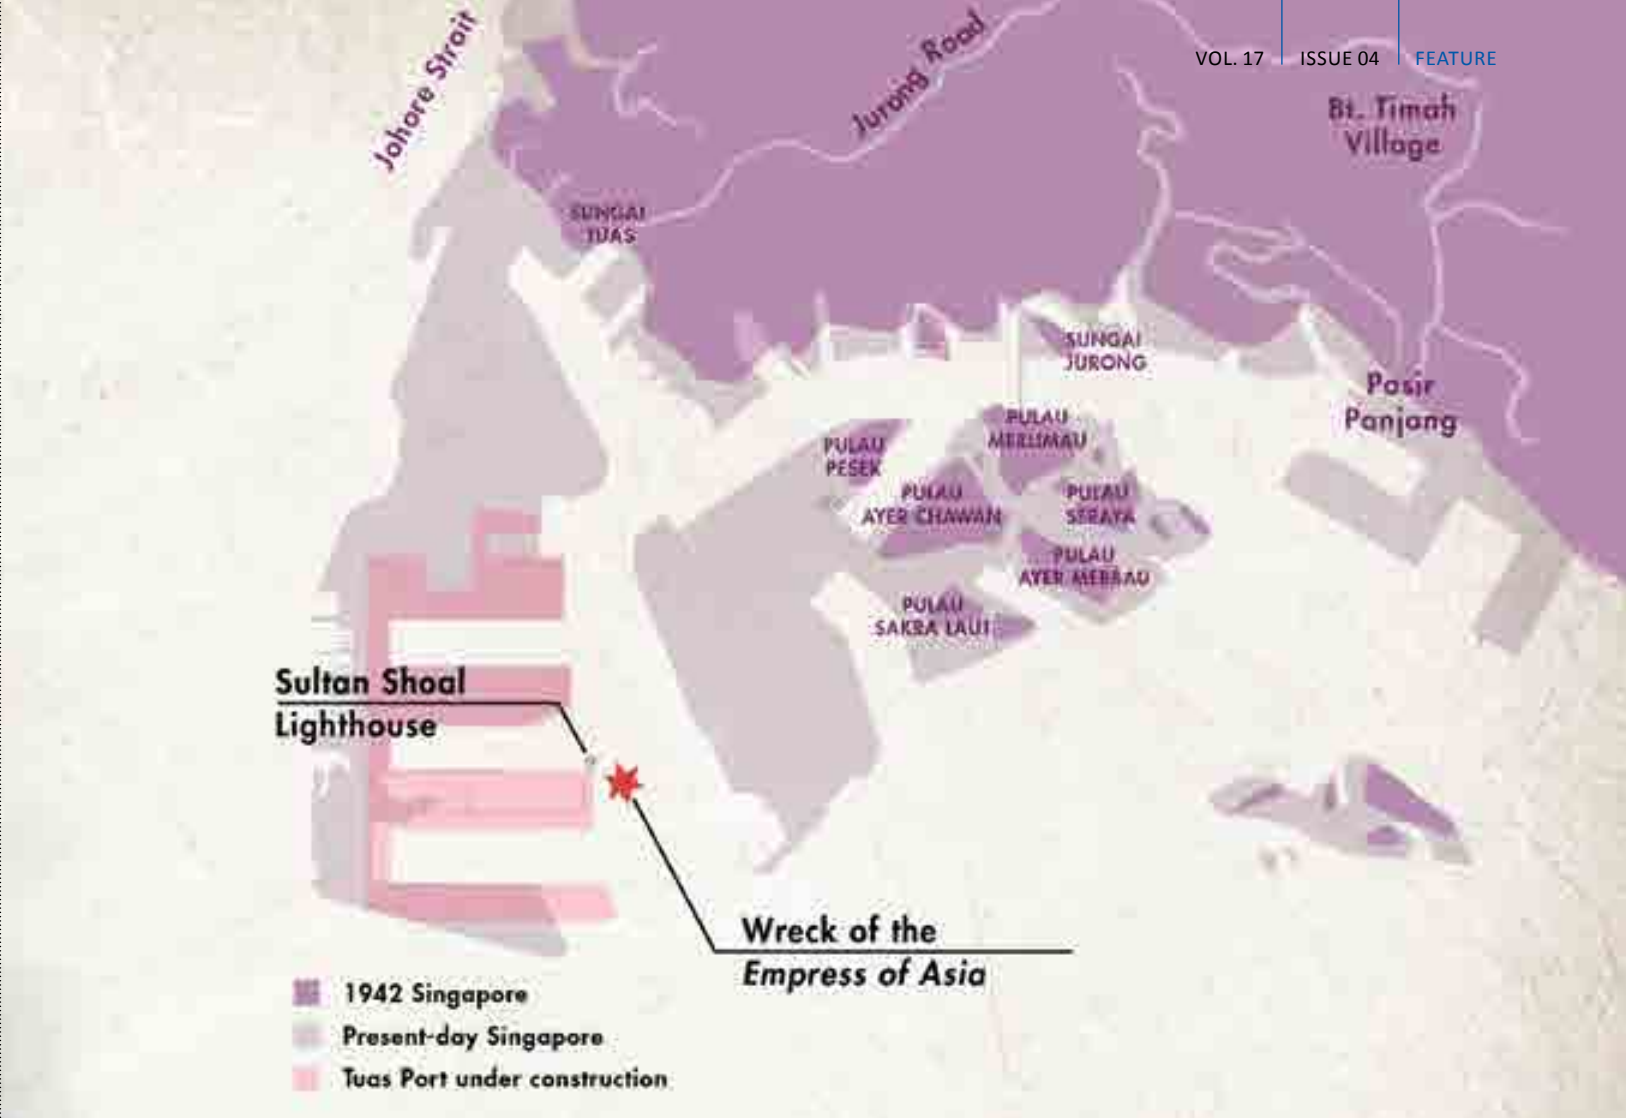 VOL. 17
ISSUE 04
FEATURE
Johore Strait
Jurong Road
Bt. Timah
Village
SUNGAI
TUAS
SUNGAI
JURONG
Pasir
Panjang
PULAU
MERLIMAU
PULAU
PESEK
PULAU
AYER CHAWAN
PULAU
SERAYA
PULAU
AYER MERBAU
PULAU
SAKRA LAUT
Sultan Shoal
Lighthouse
Wreck of the
Empress of Asia
1942 Singapore
Present-day Singapore
Tuas Port under construction